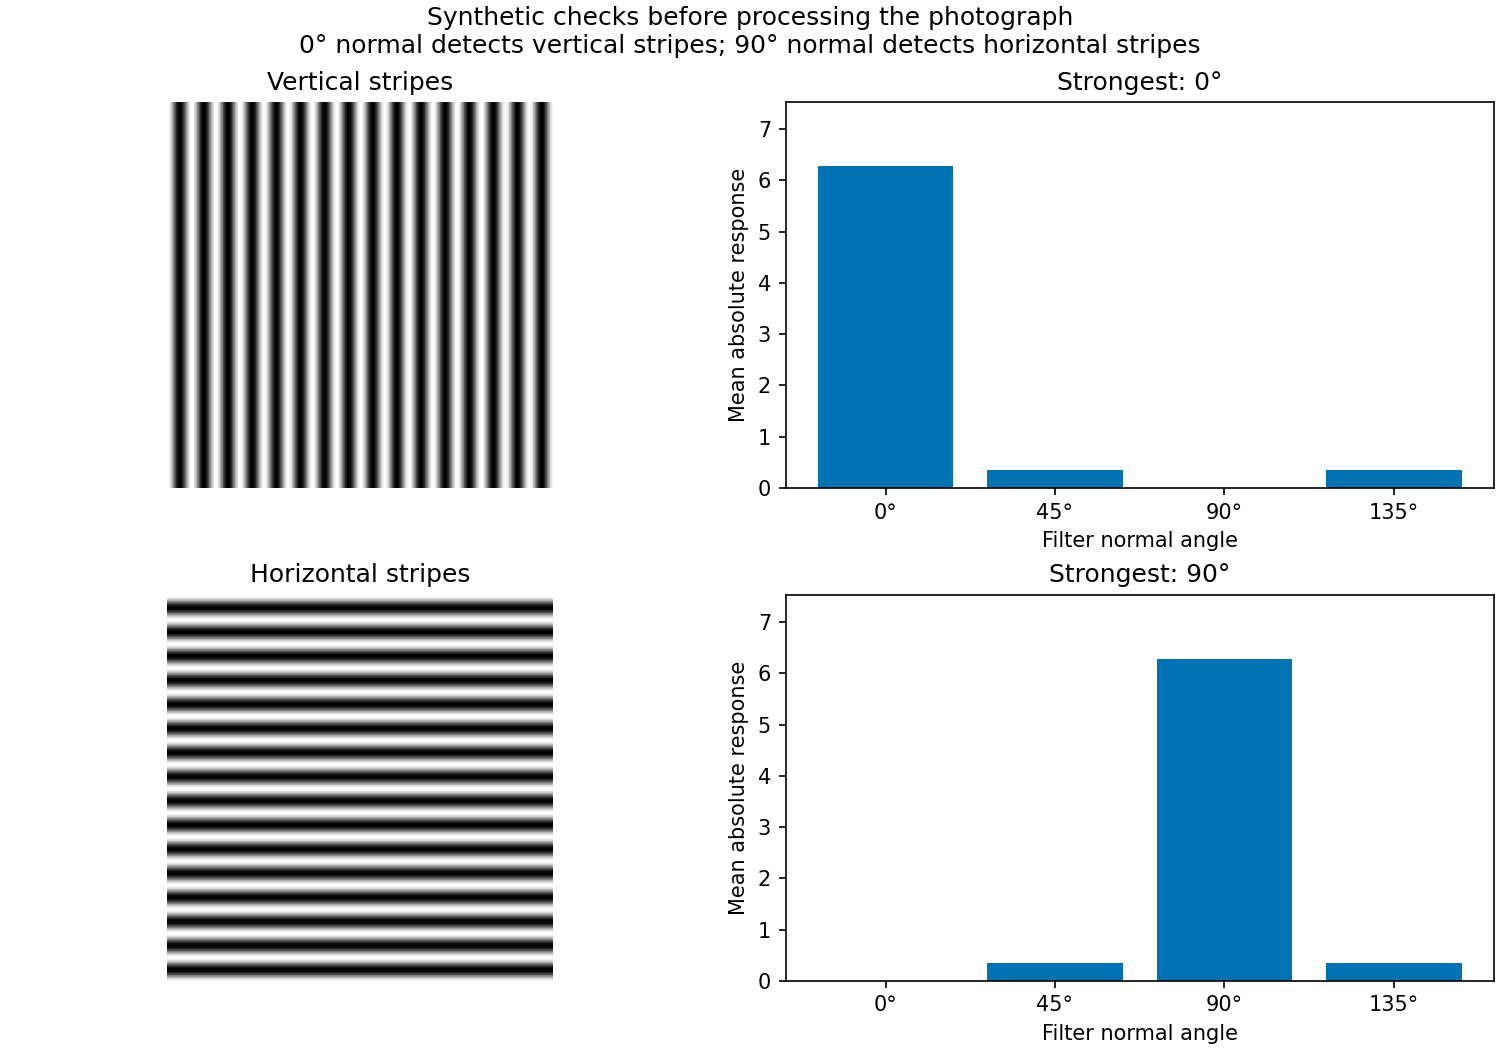 Synthetic checks before processing the photograph
0° normal detects vertical stripes; 90° normal detects horizontal stripes
Vertical stripes
Strongest: 0°
Mean absolute response
7
6
5
4
3
2
1
0
0° 45° 90° 135°
Filter normal angle
Horizontal stripes
Strongest: 90°
Mean absolute response
7
6
5
4
3
2
1
0
0° 45° 90° 135°
Filter normal angle